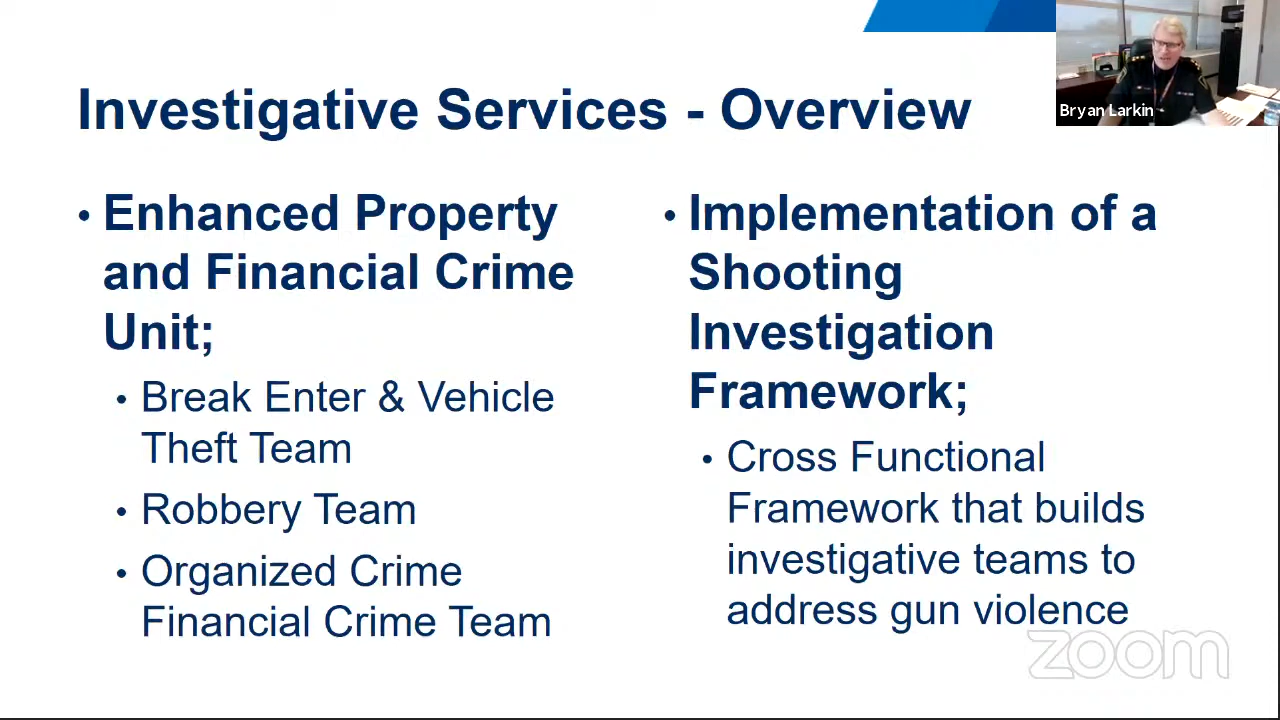 Investigative Services - Overview
Bryan Larkin
• Enhanced Property
and Financial Crime
Unit;
• Break Enter & Vehicle
Theft Team
• Robbery Team
• Organized Crime
Financial Crime Team
• Implementation of a
Shooting
Investigation
Framework;
• Cross Functional
Framework that builds
investigative teams to
address gun violence
zoom